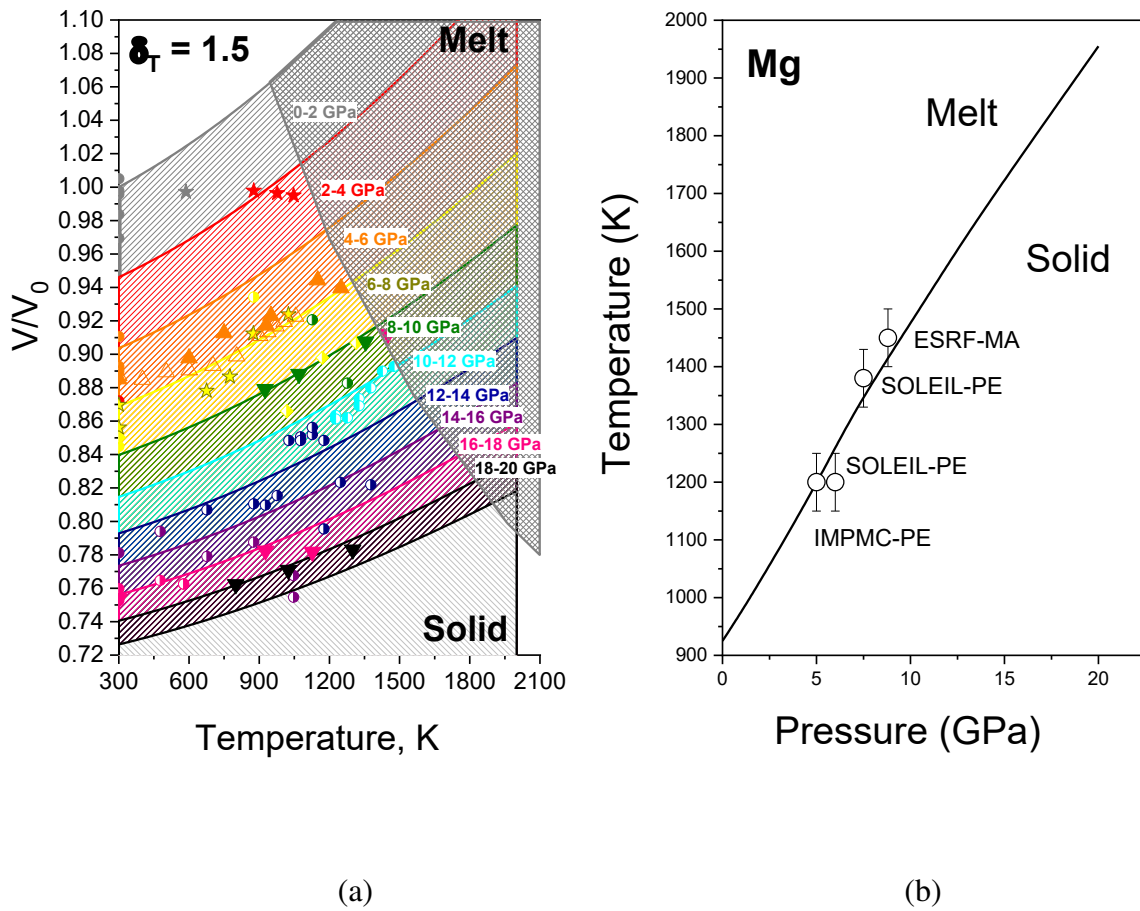 δT = 1.5
Melt
0-2 GPa
2-4 GPa
4-6 GPa
6-8 GPa
8-10 GPa
10-12 GPa
12-14 GPa
14-16 GPa
16-18 GPa
18-20 GPa
Solid
1.10
1.08
1.06
1.04
1.02
1.00
0.98
0.96
0.94
0.92
0.90
0.88
0.86
0.84
0.82
0.80
0.78
0.76
0.74
0.72
V/V0
300 600 900 1200 1500 1800 2100
Temperature, K
(a)
Mg
Melt
Solid
ESRF-MA
SOLEIL-PE
SOLEIL-PE
IMPMC-PE
2000
1900
1800
1700
1600
1500
1400
1300
1200
1100
1000
900
Temperature (K)
0 5 10 15 20
Pressure (GPa)
(b)